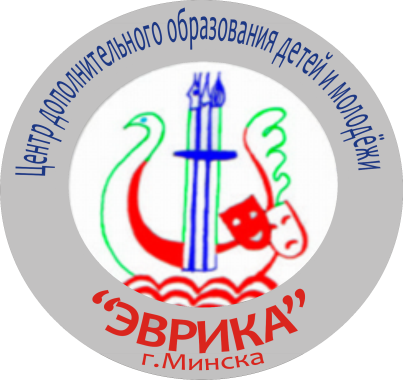 Центр дополнительного образования детей и молодёжи
“ЭВРИКА”
г.Минска